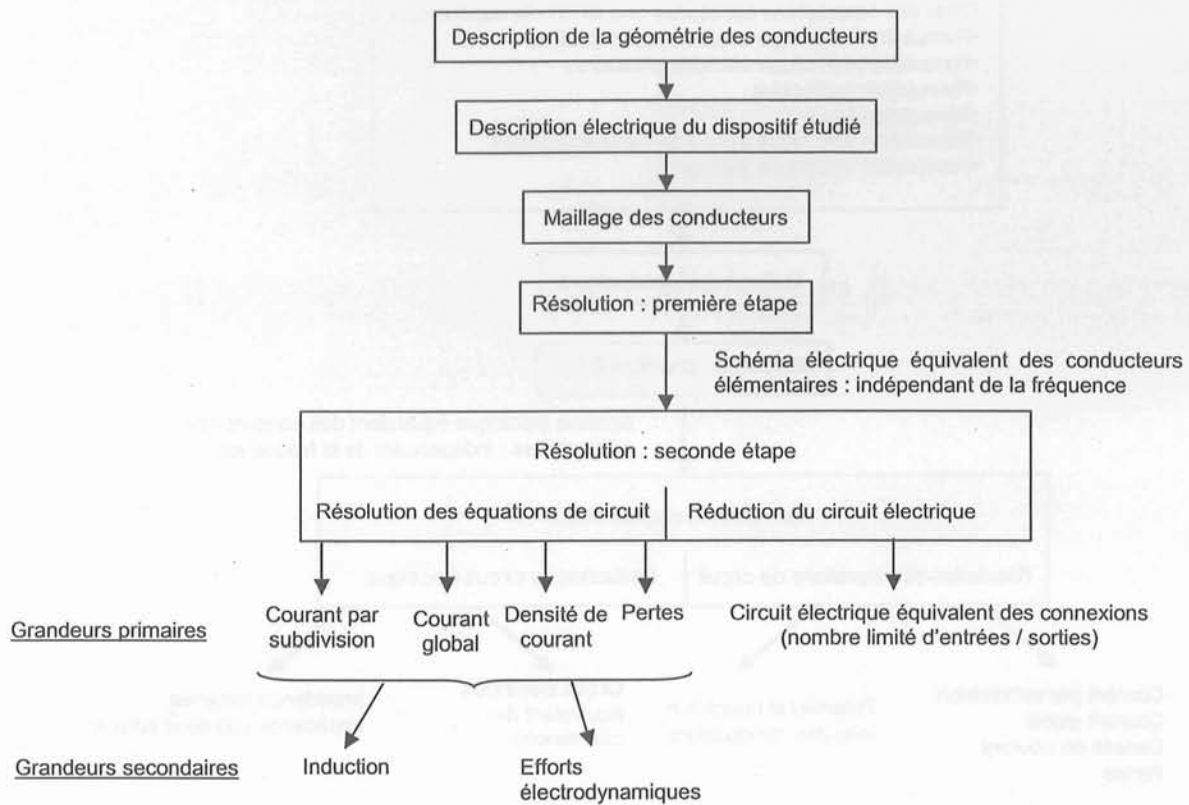 Description de la géométrie des conducteurs
Description électrique du dispositif étudié
Maillage des conducteurs
Résolution : première étape
Schéma électrique équivalent des conducteurs
élémentaires : indépendant de la fréquence
Résolution : seconde étape
Résolution des équations de circuit
Réduction du circuit électrique
Grandeurs primaires
Courant par
subdivision
Courant
global
Densité de
courant
Pertes
Circuit électrique équivalent des connexions
(nombre limité d'entrées / sorties)
Grandeurs secondaires
Induction
Efforts
électrodynamiques